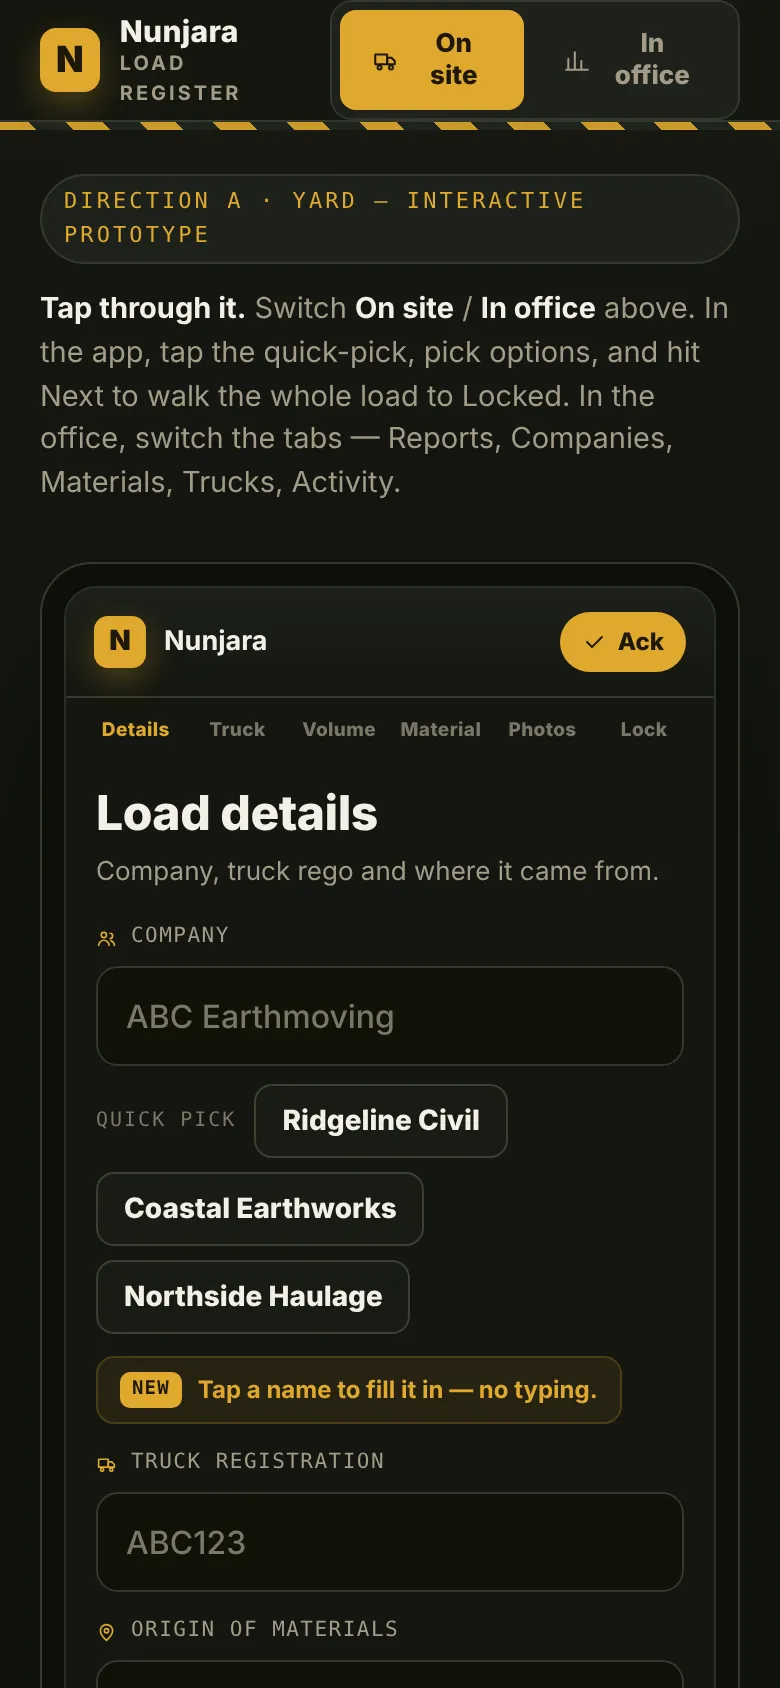 N
Nunjara
LOAD
REGISTER
On
site
In
office
DIRECTION A · YARD — INTERACTIVE
PROTOTYPE
Tap through it. Switch On site / In office above. In
the app, tap the quick-pick, pick options, and hit
Next to walk the whole load to Locked. In the
office, switch the tabs — Reports, Companies,
Materials, Trucks, Activity.
N Nunjara
Ack
Details Truck Volume Material Photos Lock
Load details
Company, truck rego and where it came from.
COMPANY
ABC Earthmoving
QUICK PICK Ridgeline Civil
Coastal Earthworks
Northside Haulage
NEW Tap a name to fill it in — no typing.
TRUCK REGISTRATION
ABC123
ORIGIN OF MATERIALS